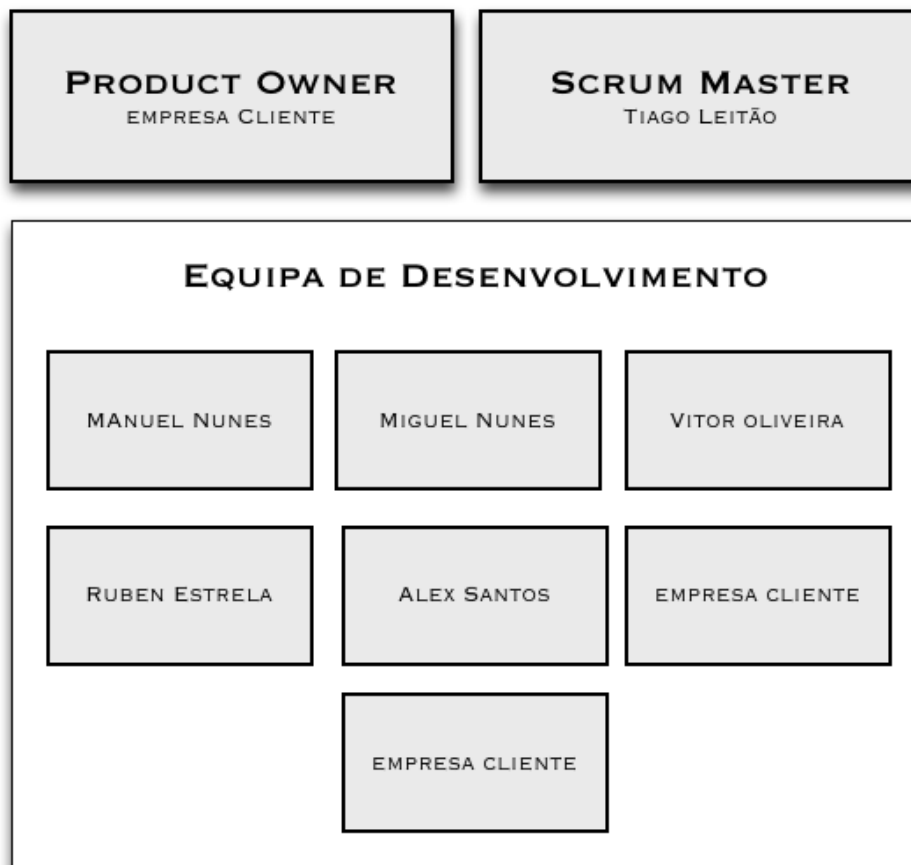 Product Owner
empresa Cliente
Scrum Master
Tiago Leitão
Equipa de Desenvolvimento
MAnuel Nunes
Miguel Nunes
Vitor oliveira
Ruben Estrela
Alex Santos
empresa cliente
empresa cliente